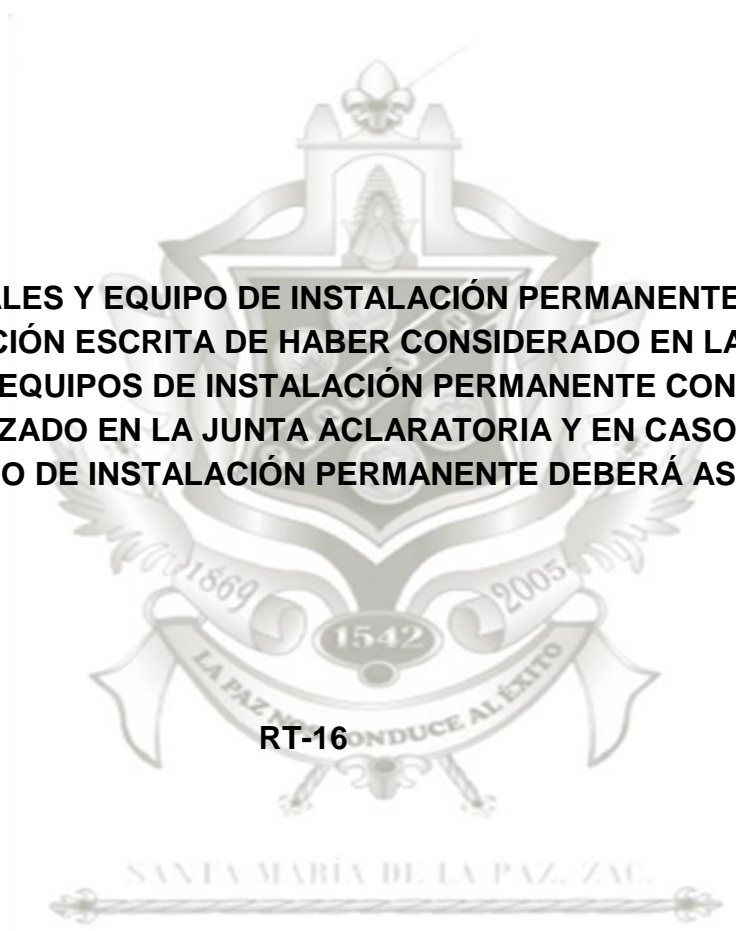 ALES Y EQUIPO DE INSTALACIÓN PERMANENTE
CIÓN ESCRITA DE HABER CONSIDERADO EN LA
EQUIPOS DE INSTALACIÓN PERMANENTE CON
ZADO EN LA JUNTA ACLARATORIA Y EN CASO
O DE INSTALACIÓN PERMANENTE DEBERÁ AS
1869
2005
1542
LA PAZ NOS CONDUCE AL ÉXITO
RT-16
SANTA MARÍA DE LA PAZ, ZAC.